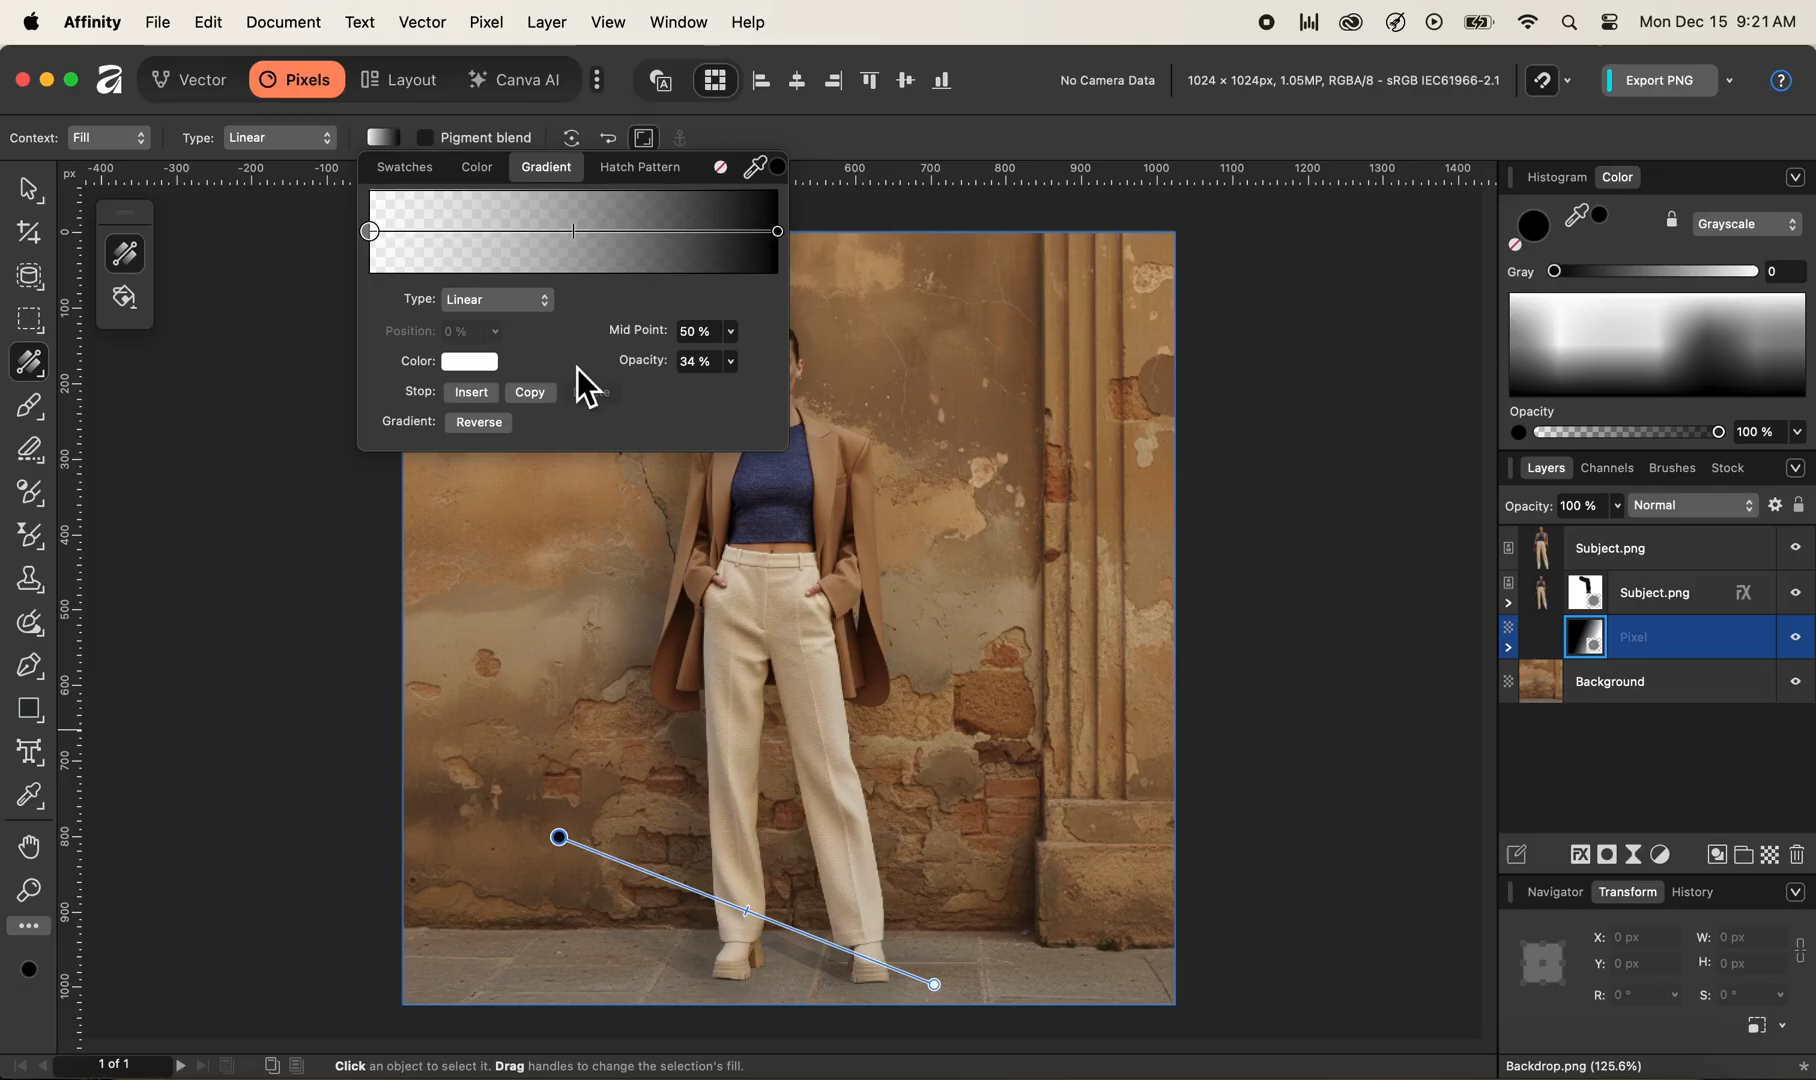 Affinity File Edit Document Text Vector Pixel Layer View Window Help Mon Dec 15 9:21 AM
Vector Pixels Layout Canva AI No Camera Data 1024 × 1024px, 1.05MP, RGBA/8 - sRGB IEC61966-2.1 Export PNG ?
Context: Fill Type: Linear Pigment blend
Swatches Color Gradient Hatch Pattern
px -400 -300 -200 -100 600 700 800 900 1000 1100 1200 1300 1400
Histogram Color
Grayscale
Gray 0
Type: Linear
Position: 0 % Mid Point: 50 %
Color: Opacity: 34 %
Stop: Insert Copy
Gradient: Reverse
Opacity
100 %
Layers Channels Brushes Stock
Opacity: 100 % Normal
Subject.png
Subject.png FX
Pixel
Background
0
100
200
300
400
500
600
700
800
900
1000
FX
Navigator Transform History
X: 0 px W: 0 px
Y: 0 px H: 0 px
R: 0 ° S: 0 °
1 of 1 Click an object to select it. Drag handles to change the selection's fill. Backdrop.png (125.6%) *